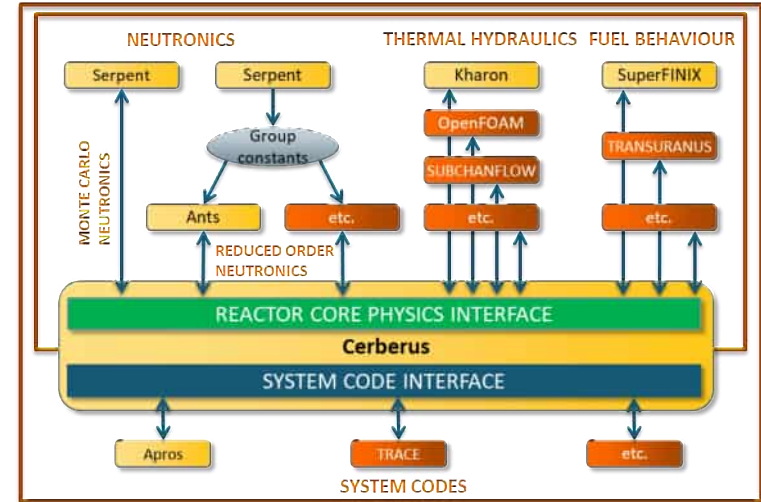 NEUTRONICS
THERMAL HYDRAULICS
FUEL BEHAVIOUR
Serpent
Serpent
Kharon
SuperFINIX
OpenFOAM
Group
constants
TRANSURANUS
SUBCHANFLOW
MONTE CARLO
NEUTRONICS
Ants
etc.
etc.
etc.
REDUCED ORDER
NEUTRONICS
REACTOR CORE PHYSICS INTERFACE
Cerberus
SYSTEM CODE INTERFACE
Apros
TRACE
etc.
SYSTEM CODES